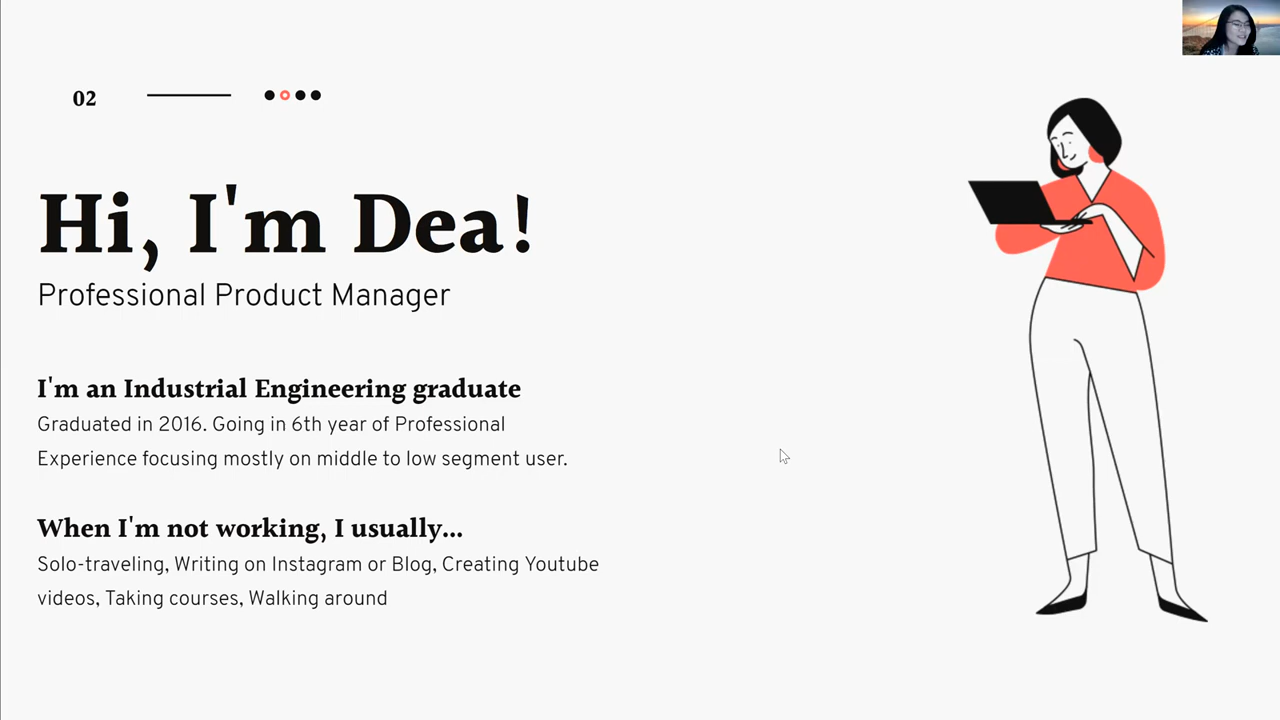 02
Hi, I'm Dea!
Professional Product Manager
I'm an Industrial Engineering graduate
Graduated in 2016. Going in 6th year of Professional
Experience focusing mostly on middle to low segment user.
When I'm not working, I usually...
Solo-traveling, Writing on Instagram or Blog, Creating Youtube
videos, Taking courses, Walking around